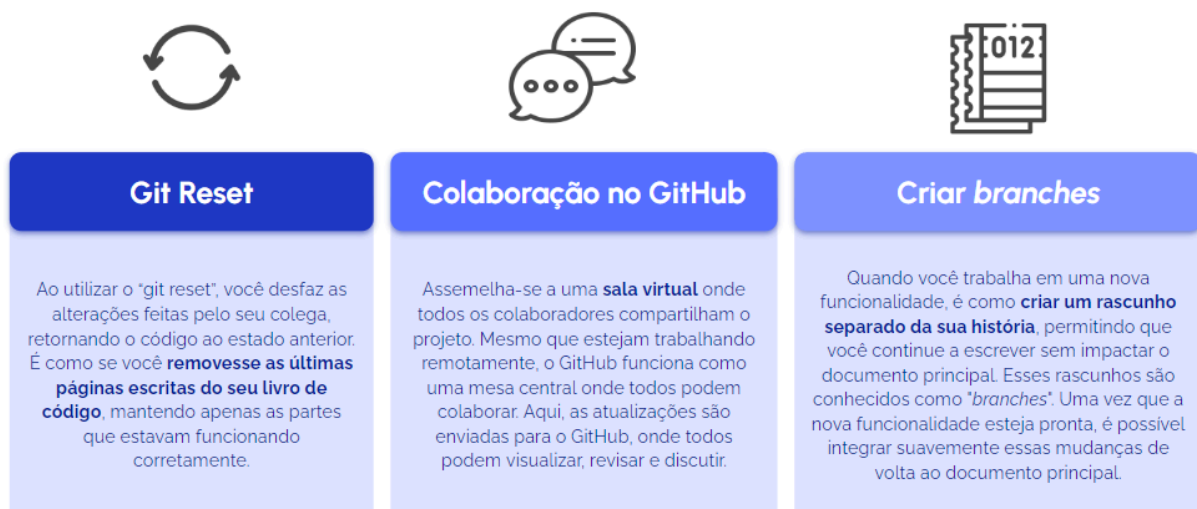 012
Git Reset
Ao utilizar o "git reset", você desfaz as
alterações feitas pelo seu colega,
retornando o código ao estado anterior.
É como se você removesse as últimas
páginas escritas do seu livro de
código, mantendo apenas as partes
que estavam funcionando
corretamente.
Colaboração no GitHub
Assemelha-se a uma sala virtual onde
todos os colaboradores compartilham o
projeto. Mesmo que estejam trabalhando
remotamente, o GitHub funciona como
uma mesa central onde todos podem
colaborar. Aqui, as atualizações são
enviadas para o GitHub, onde todos
podem visualizar, revisar e discutir.
Criar branches
Quando você trabalha em uma nova
funcionalidade, é como criar um rascunho
separado da sua história, permitindo que
você continue a escrever sem impactar o
documento principal. Esses rascunhos são
conhecidos como "branches". Uma vez que a
nova funcionalidade esteja pronta, é possível
integrar suavemente essas mudanças de
volta ao documento principal.